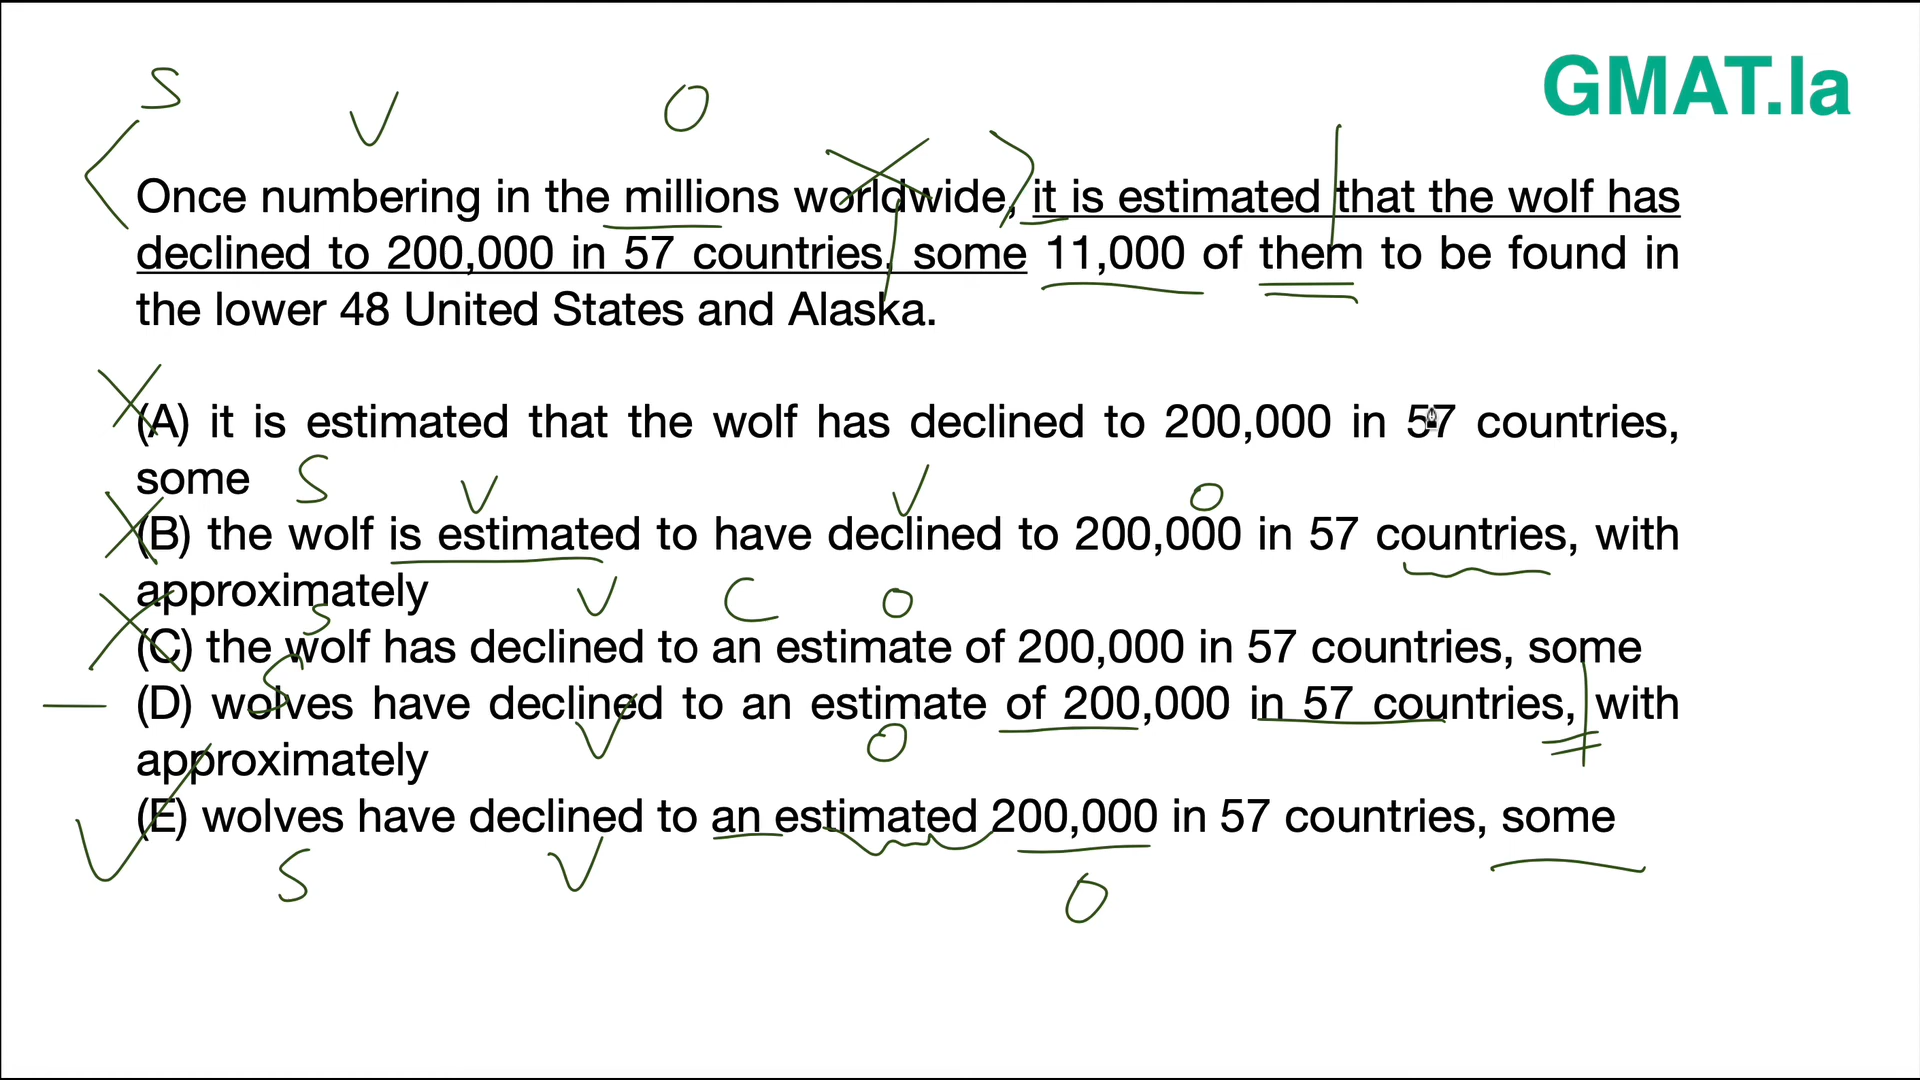 GMAT.la
S
V
O
Once numbering in the millions worldwide, it is estimated that the wolf has
declined to 200,000 in 57 countries, some 11,000 of them to be found in
the lower 48 United States and Alaska.
(A) it is estimated that the wolf has declined to 200,000 in 57 countries,
some
S V V O
(B) the wolf is estimated to have declined to 200,000 in 57 countries, with
approximately
S V C O
(C) the wolf has declined to an estimate of 200,000 in 57 countries, some
S
(D) wolves have declined to an estimate of 200,000 in 57 countries, with
V O
approximately
(E) wolves have declined to an estimated 200,000 in 57 countries, some
S V O